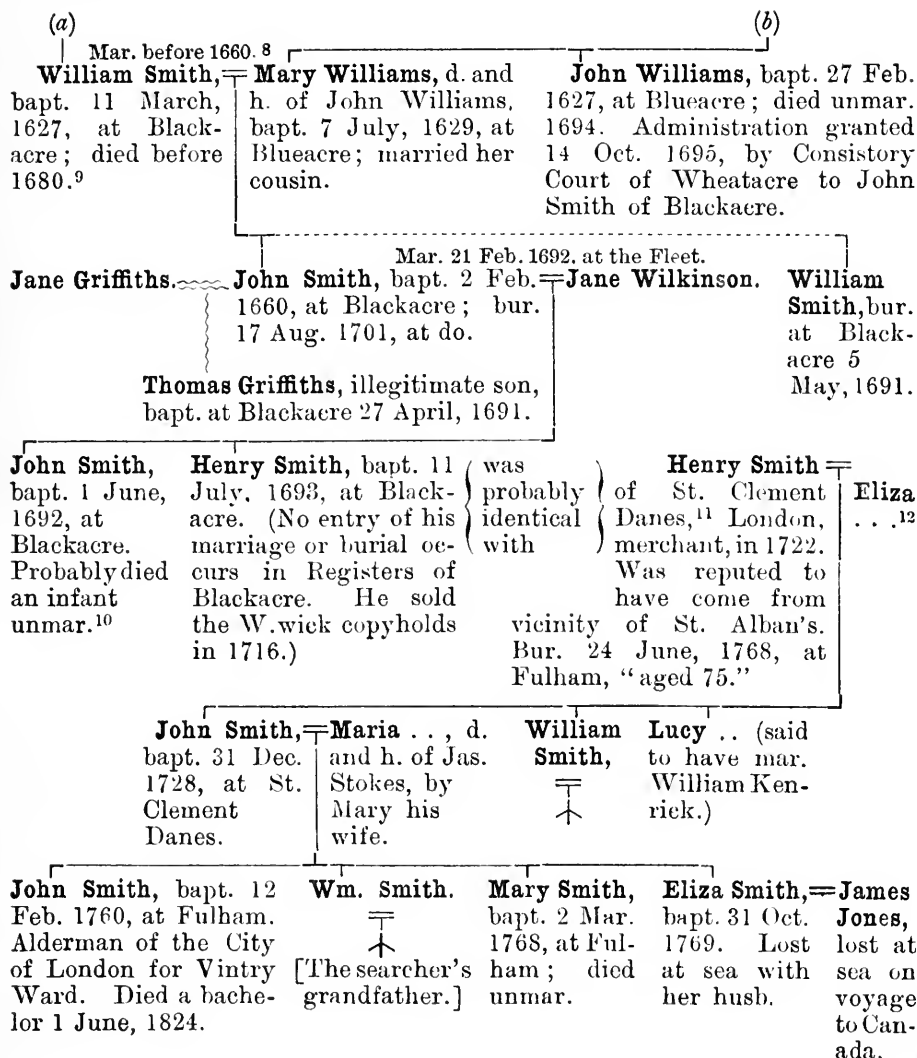 (a) (b)
Mar. before 1660. 8
William Smith,
bapt. 11 March,
1627, at Black-
acre; died before
1680.9
Mary Williams, d. and
h. of John Williams,
bapt. 7 July, 1629, at
Blueacre; married her
cousin.
John Williams, bapt. 27 Feb.
1627, at Blueacre; died unmar.
1694. Administration granted
14 Oct. 1695, by Consistory
Court of Wheatacre to John
Smith of Blackacre.
Mar. 21 Feb. 1692. at the Fleet.
Jane Griffiths.
John Smith, bapt. 2 Feb.
1660, at Blackacre; bur.
17 Aug. 1701, at do.
Jane Wilkinson.
William
Smith, bur.
at Black-
acre 5
May, 1691.
Thomas Griffiths, illegitimate son,
bapt. at Blackacre 27 April, 1691.
John Smith,
bapt. 1 June,
1692, at
Blackacre.
Probably died
an infant
unmar.10
Henry Smith, bapt. 11
July, 1693, at Black-
acre. (No entry of his
marriage or burial oc-
curs in Registers of
Blackacre. He sold
the W.wick copyholds
in 1716.)
was
probably
identical
with
Henry Smith
of St. Clement
Danes,11 London,
merchant, in 1722.
Was reputed to
have come from
vicinity of St. Alban's.
Bur. 24 June, 1768, at
Fulham, "aged 75."
Eliza
. . .12
John Smith,
bapt. 31 Dec.
1728, at St.
Clement
Danes.
Maria . . , d.
and h. of Jas.
Stokes, by
Mary his
wife.
William
Smith,
Lucy . . (said
to have mar.
William Ken-
rick.)
John Smith, bapt. 12
Feb. 1760, at Fulham.
Alderman of the City
of London for Vintry
Ward. Died a bache-
lor 1 June, 1824.
Wm. Smith.
[The searcher's
grandfather.]
Mary Smith,
bapt. 2 Mar.
1768, at Ful-
ham; died
unmar.
Eliza Smith,
bapt. 31 Oct.
1769. Lost
at sea with
her husb.
James
Jones,
lost at
sea on
voyage
to Can-
ada.